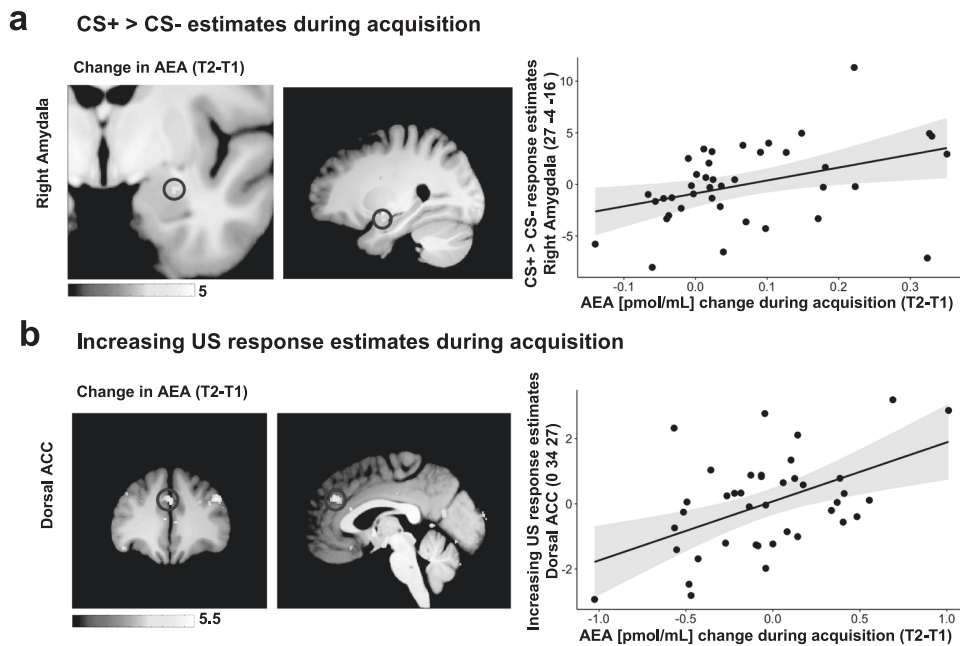 a CS+ > CS- estimates during acquisition
Change in AEA (T2-T1)
Right Amygdala
5
CS+ > CS- response estimates
Right Amygdala (27 -4 -16)
10
5
0
-5
-0.1 0.0 0.1 0.2 0.3
AEA [pmol/mL] change during acquisition (T2-T1)
b Increasing US response estimates during acquisition
Change in AEA (T2-T1)
Dorsal ACC
5.5
Increasing US response estimates
Dorsal ACC (0 34 27)
2
0
-2
-1.0 -0.5 0.0 0.5 1.0
AEA [pmol/mL] change during acquisition (T2-T1)